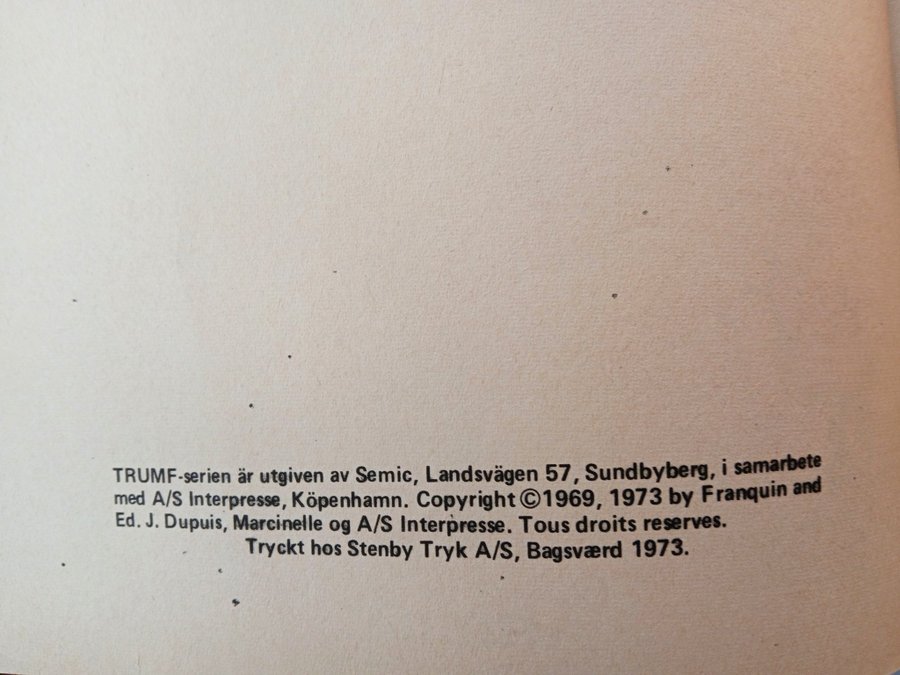 TRUMF-serien är utgiven av Semic, Landsvägen 57, Sundbyberg, i samarbete
med A/S Interpresse, Köpenhamn. Copyright ©1969, 1973 by Franquin and
Ed. J. Dupuis, Marcinelle og A/S Interpresse. Tous droits reserves.
Tryckt hos Stenby Tryk A/S, Bagsværd 1973.